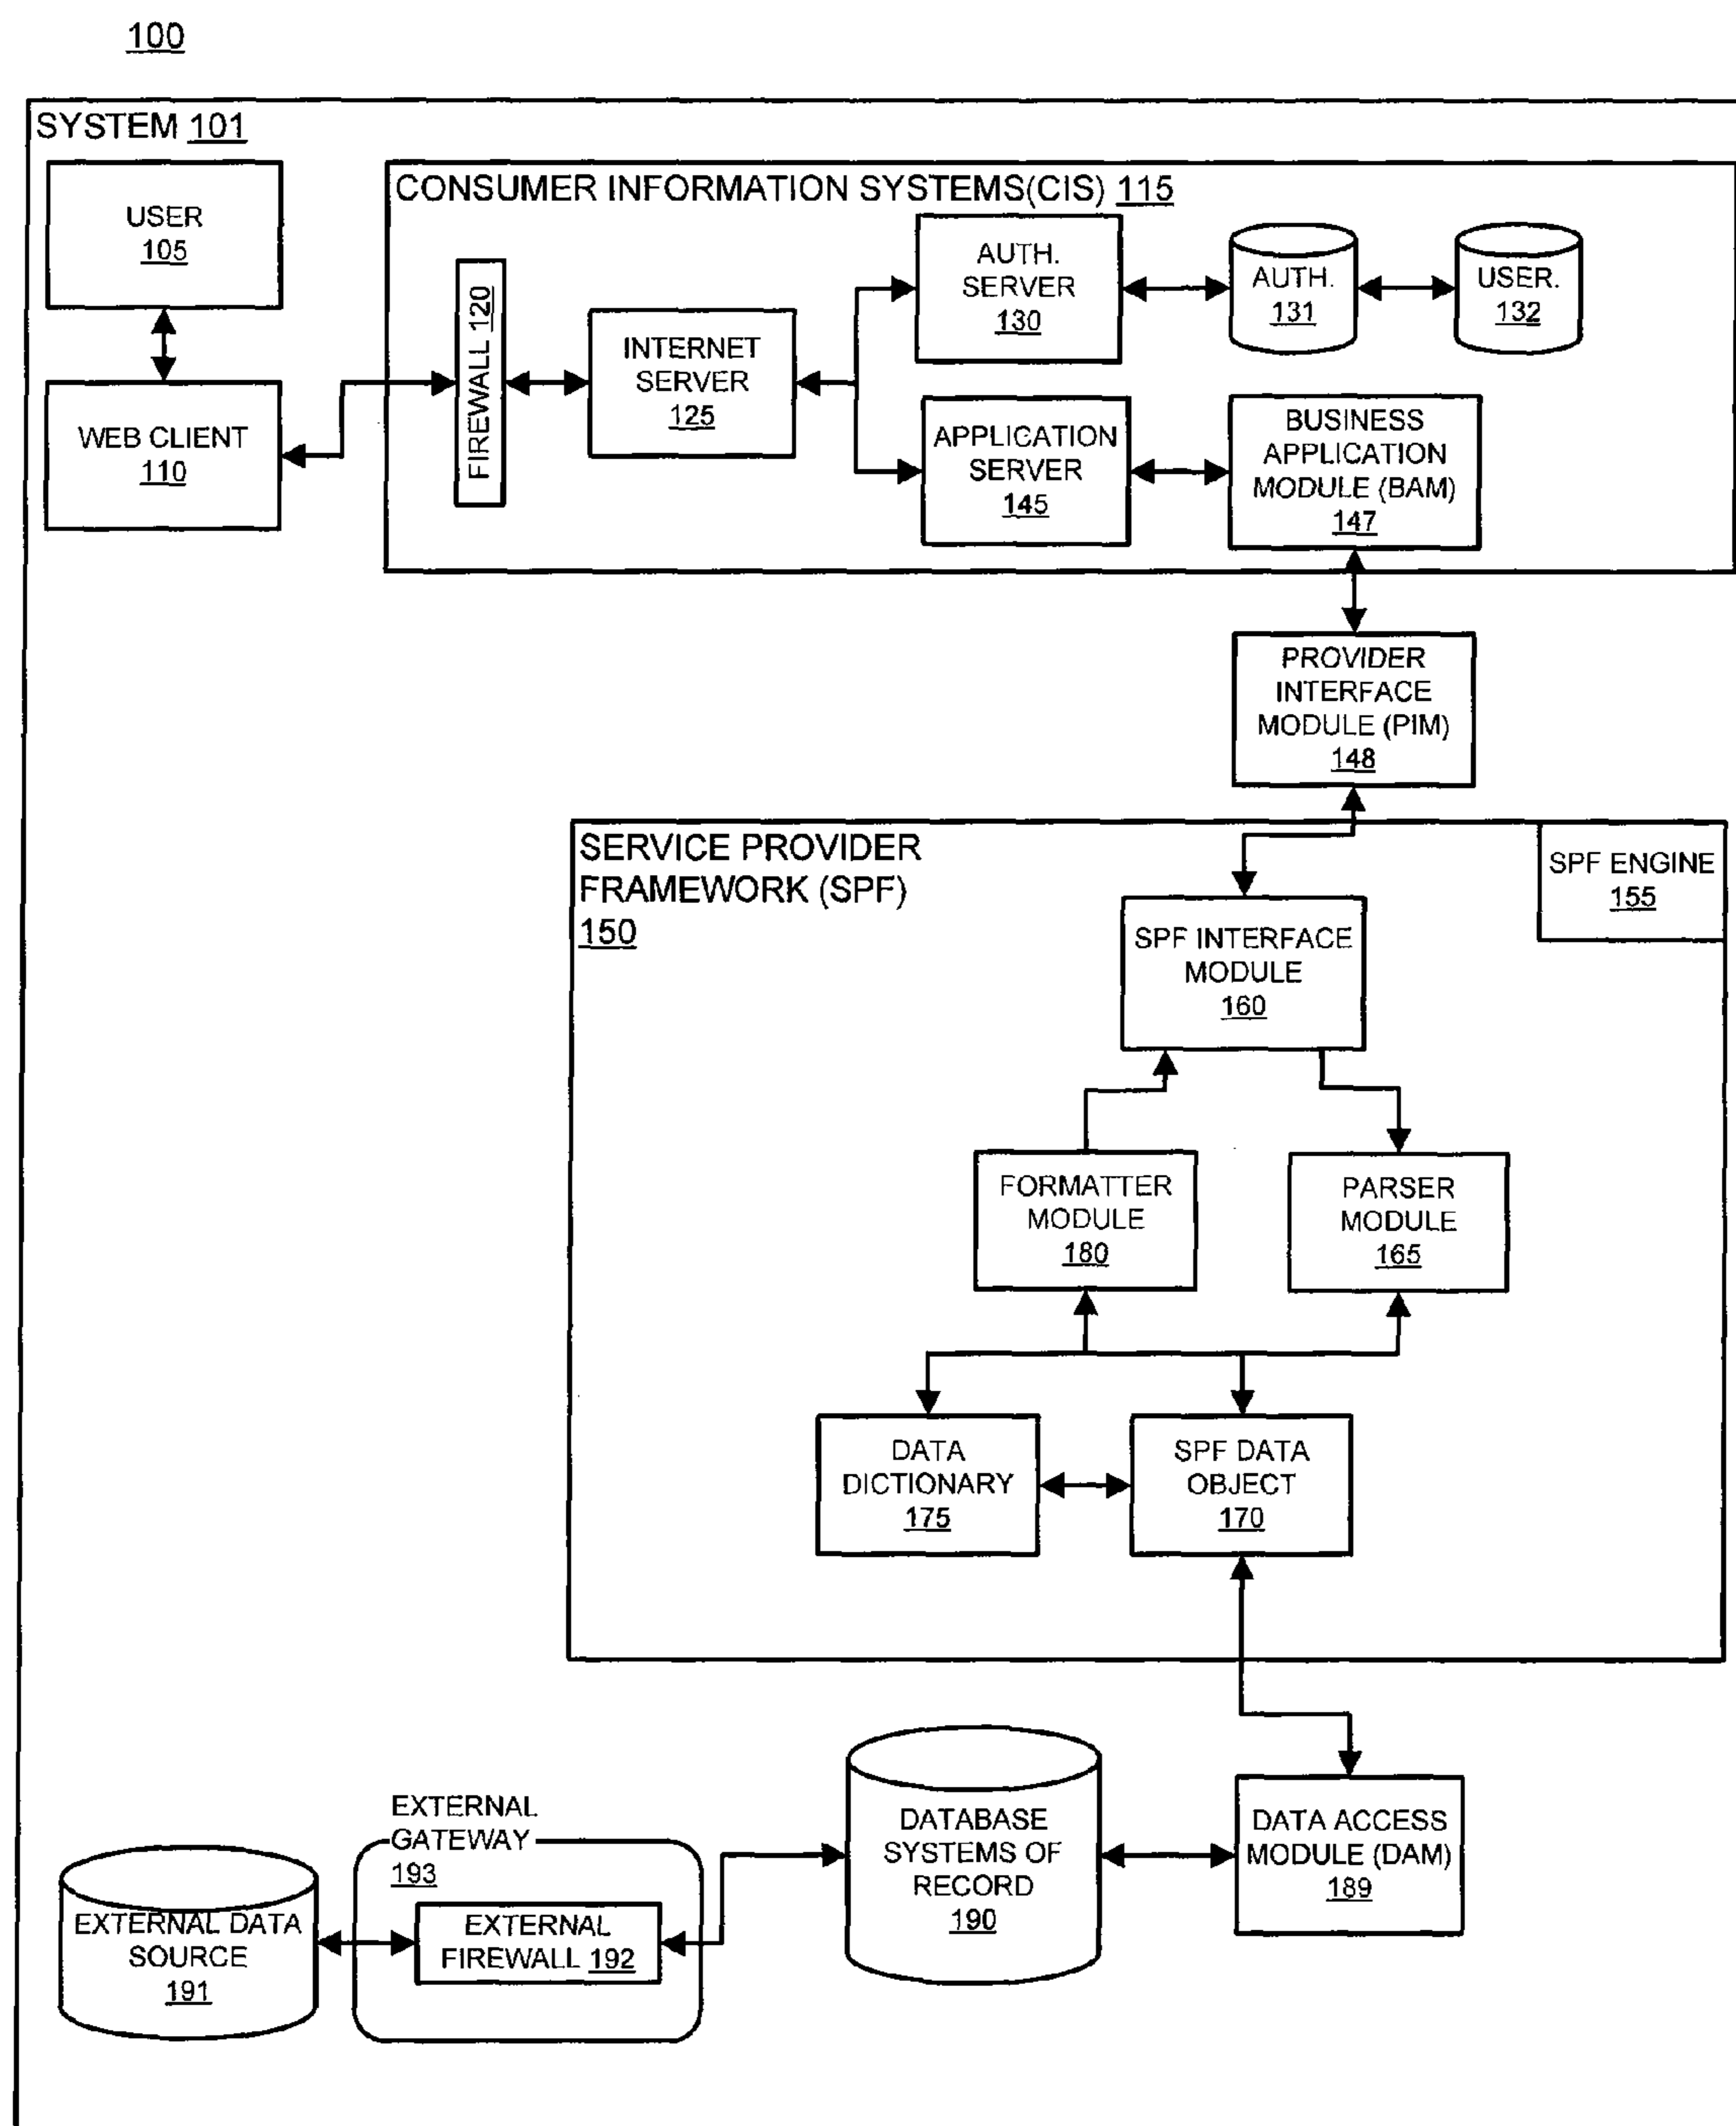 100
SYSTEM 101
USER
105
WEB CLIENT
110
CONSUMER INFORMATION SYSTEMS(CIS) 115
FIREWALL 120
INTERNET
SERVER
125
AUTH.
SERVER
130
AUTH.
131
USER.
132
APPLICATION
SERVER
145
BUSINESS
APPLICATION
MODULE (BAM)
147
PROVIDER
INTERFACE
MODULE (PIM)
148
SERVICE PROVIDER
FRAMEWORK (SPF)
150
SPF ENGINE
155
SPF INTERFACE
MODULE
160
FORMATTER
MODULE
180
PARSER
MODULE
165
DATA
DICTIONARY
175
SPF DATA
OBJECT
170
EXTERNAL DATA
SOURCE
191
EXTERNAL
GATEWAY
193
EXTERNAL
FIREWALL 192
DATABASE
SYSTEMS OF
RECORD
190
DATA ACCESS
MODULE (DAM)
189